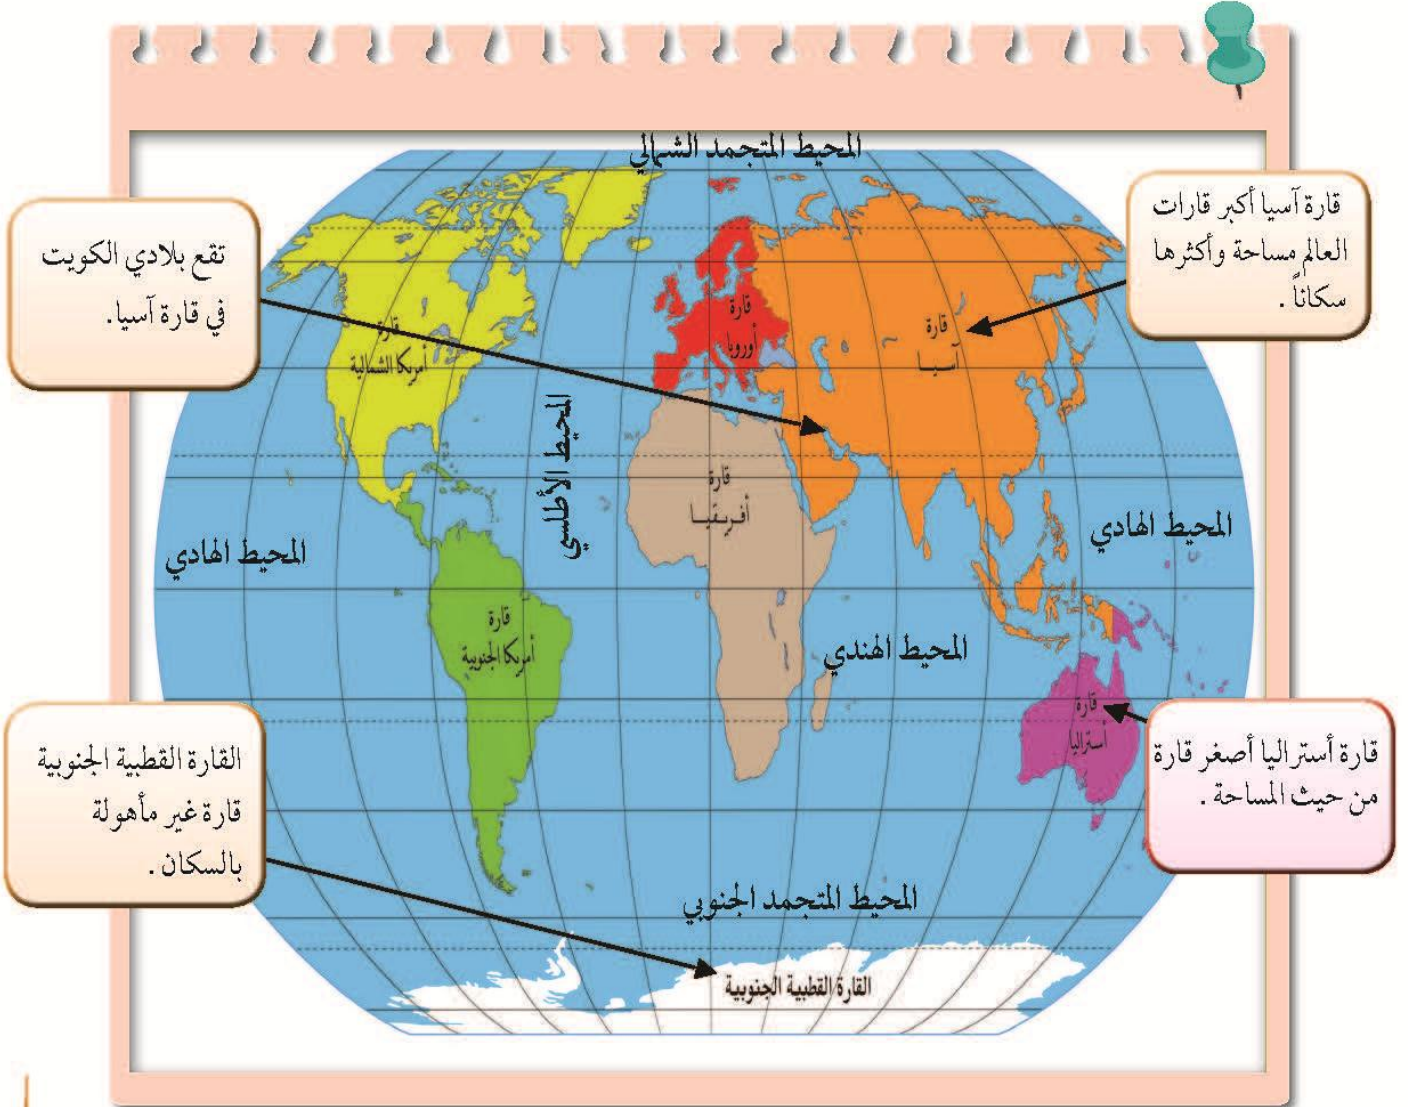 المحيط المتجمد الشمالي
قارة آسيا أكبر قارات
العالم مساحة وأكثرها
سكاناً .
تقع بلادي الكويت
في قارة آسيا.
قارة
آسيا
قارة
أوروبا
قارة
أمريكا الشمالية
المحيط الأطلسي
قارة
أفريقيا
المحيط الهادي
المحيط الهادي
قارة
أمريكا الجنوبية
المحيط الهندي
قارة
أستراليا
قارة أستراليا أصغر قارة
من حيث المساحة .
القارة القطبية الجنوبية
قارة غير مأهولة
بالسكان .
المحيط المتجمد الجنوبي
القارة القطبية الجنوبية